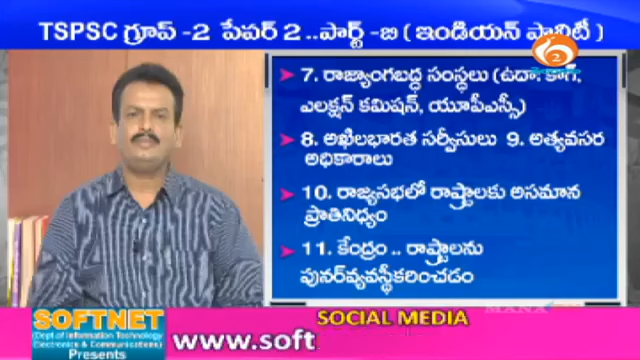 TSPSC గ్రూప్ -2 పేపర్ 2 ..పార్ట్ -బి ( ఇండియన్ పాలిటీ )
7. రాజ్యాంగబద్ధ సంస్థలు (ఉదా: కాగ్,
ఎలక్షన్ కమిషన్, యూపీఎస్సీ)
8. అఖిలభారత సర్వీసులు 9. అత్యవసర
అధికారాలు
10. రాజ్యసభలో రాష్ట్రాలకు అసమాన
ప్రాతినిధ్యం
11. కేంద్రం .. రాష్ట్రాలను
పునర్‌వ్యవస్థీకరించడం
MANA
SOFTNET
(Dept of Information Technology
Electronics & Communications)
Presents
SOCIAL MEDIA
www.soft